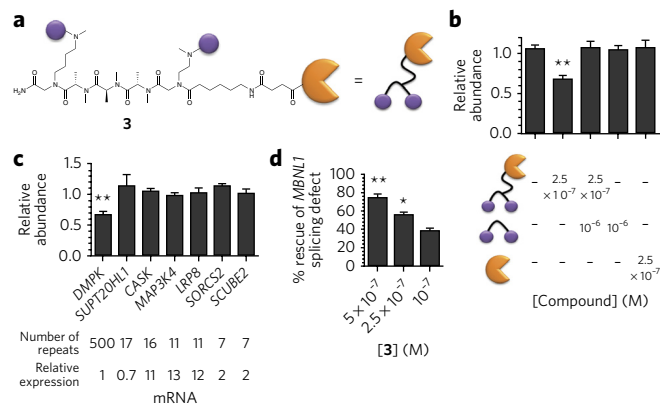 a
H₂N
O
N
O
N
O
N
O
N
O
N
O
N
O
N
H
O
O
=
3
b
Relative
abundance
1.0
0.5
0.0
**
– 2.5 2.5 – –
× 10⁻⁷ × 10⁻⁷
– – 10⁻⁶ 10⁻⁶ –
– – – – 2.5
× 10⁻⁷
[Compound] (M)
c
Relative
abundance
1.5
1.0
0.5
0.0
**
DMPK
SUPT20HL1
CASK
MAP3K4
LRP8
SORCS2
SCUBE2
Number of
repeats 500 17 16 11 11 7 7
Relative
expression 1 0.7 11 13 12 2 2
mRNA
d
% rescue of MBNL1
splicing defect
100
80
60
40
20
0
**
*
5 × 10⁻⁷
2.5 × 10⁻⁷
10⁻⁷
[3] (M)